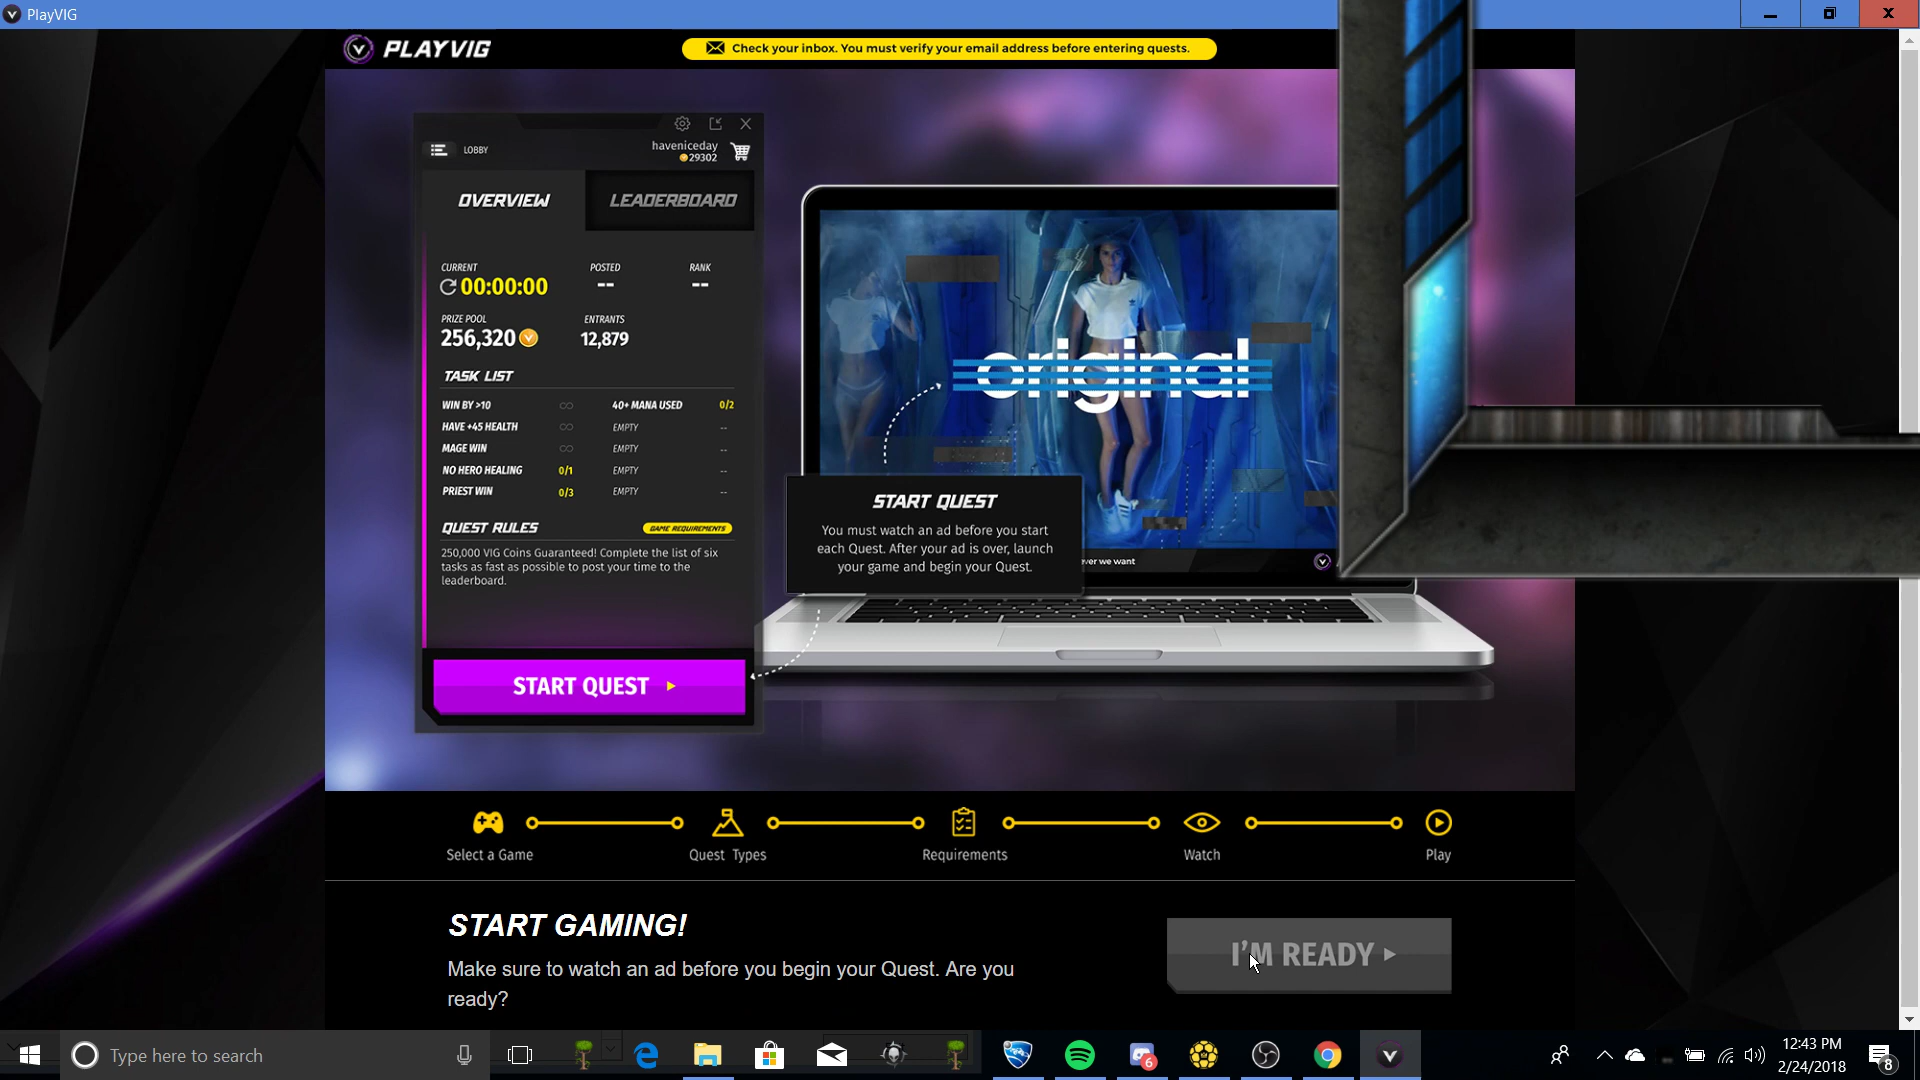 PlayVIG
PLAYVIG
Check your inbox. You must verify your email address before entering quests.
LOBBY
haveniceday
29302
OVERVIEW
LEADERBOARD
CURRENT
POSTED
RANK
00:00:00
--
--
PRIZE POOL
ENTRANTS
256,320
12,879
TASK LIST
WIN BY >10 ∞
40+ MANA USED 0/2
HAVE +45 HEALTH ∞
EMPTY --
MAGE WIN ∞
EMPTY --
NO HERO HEALING 0/1
EMPTY --
PRIEST WIN 0/3
EMPTY --
QUEST RULES
GAME REQUIREMENTS
250,000 VIG Coins Guaranteed! Complete the list of six
tasks as fast as possible to post your time to the
leaderboard.
START QUEST
original
START QUEST
You must watch an ad before you start
each Quest. After your ad is over, launch
your game and begin your Quest.
ver we want
Select a Game
Quest Types
Requirements
Watch
Play
START GAMING!
Make sure to watch an ad before you begin your Quest. Are you
ready?
I'M READY
Type here to search
6
12:43 PM
2/24/2018
8